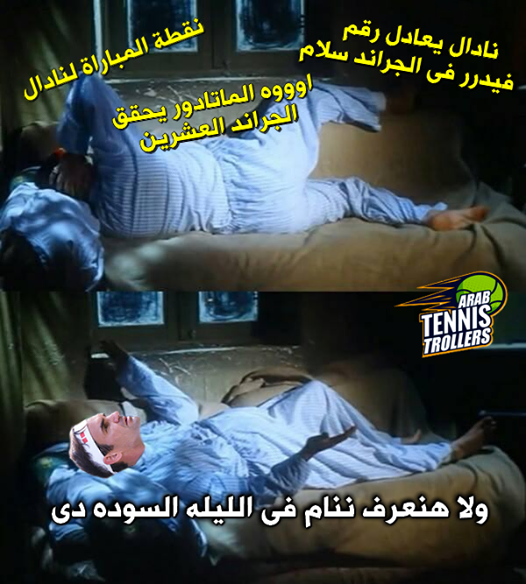 نادال يعادل رقم
فيدرر فى الجراند سلام
نقطة المباراة لنادال
اوووه الماتادور يحقق
الجراند العشرين
ARAB
TENNIS
TROLLERS
ولا هنعرف ننام فى الليله السوده دى